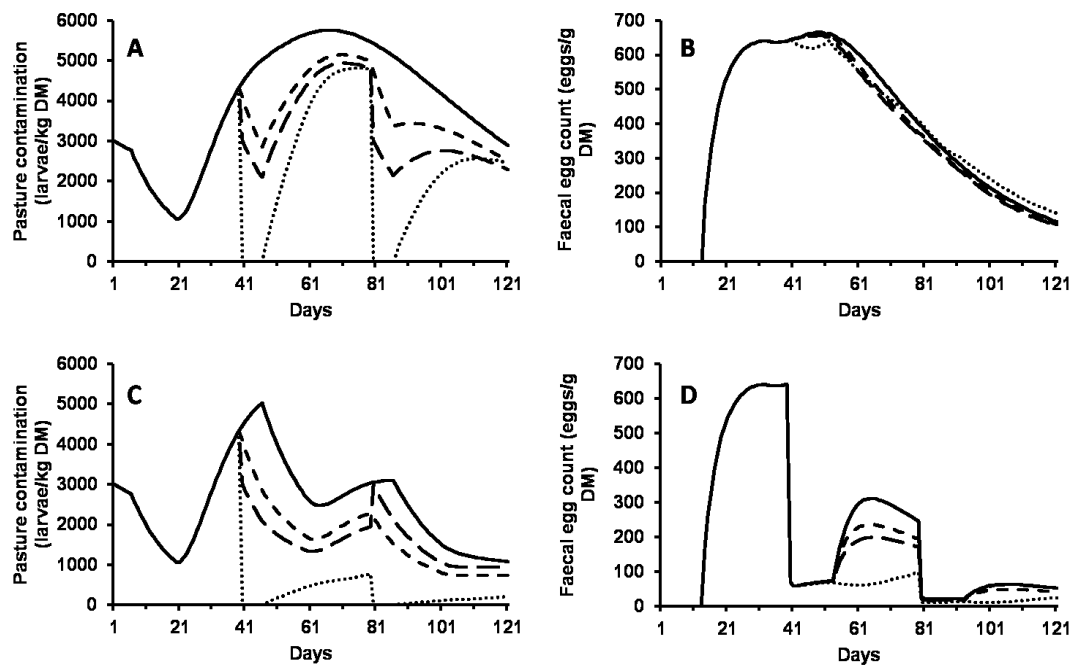 A
Pasture contamination
(larvae/kg DM)
6000
5000
4000
3000
2000
1000
0
1 21 41 61 81 101 121
Days
B
Faecal egg count (eggs/g
DM)
700
600
500
400
300
200
100
0
1 21 41 61 81 101 121
Days
C
Pasture contamination
(larvae/kg DM)
6000
5000
4000
3000
2000
1000
0
1 21 41 61 81 101 121
Days
D
Faecal egg count (eggs/g
DM)
700
600
500
400
300
200
100
0
1 21 41 61 81 101 121
Days